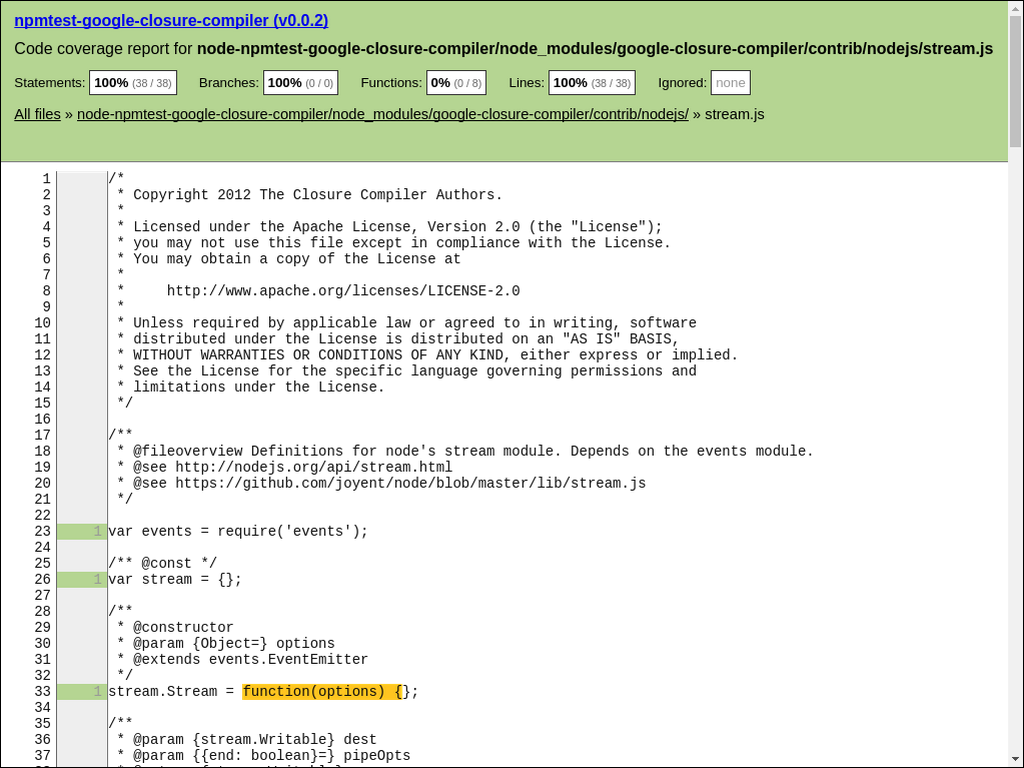 npmtest-google-closure-compiler (v0.0.2)
Code coverage report for node-npmtest-google-closure-compiler/node_modules/google-closure-compiler/contrib/nodejs/stream.js
Statements: 100% (38 / 38) Branches: 100% (0 / 0) Functions: 0% (0 / 8) Lines: 100% (38 / 38) Ignored: none
All files » node-npmtest-google-closure-compiler/node_modules/google-closure-compiler/contrib/nodejs/ » stream.js
1 /*
2 * Copyright 2012 The Closure Compiler Authors.
3 *
4 * Licensed under the Apache License, Version 2.0 (the "License");
5 * you may not use this file except in compliance with the License.
6 * You may obtain a copy of the License at
7 *
8 * http://www.apache.org/licenses/LICENSE-2.0
9 *
10 * Unless required by applicable law or agreed to in writing, software
11 * distributed under the License is distributed on an "AS IS" BASIS,
12 * WITHOUT WARRANTIES OR CONDITIONS OF ANY KIND, either express or implied.
13 * See the License for the specific language governing permissions and
14 * limitations under the License.
15 */
16
17 /**
18 * @fileoverview Definitions for node's stream module. Depends on the events module.
19 * @see http://nodejs.org/api/stream.html
20 * @see https://github.com/joyent/node/blob/master/lib/stream.js
21 */
22
23 1 var events = require('events');
24
25 /** @const */
26 1 var stream = {};
27
28 /**
29 * @constructor
30 * @param {Object=} options
31 * @extends events.EventEmitter
32 */
33 1 stream.Stream = function(options) {};
34
35 /**
36 * @param {stream.Writable} dest
37 * @param {{end: boolean}=} pipeOpts